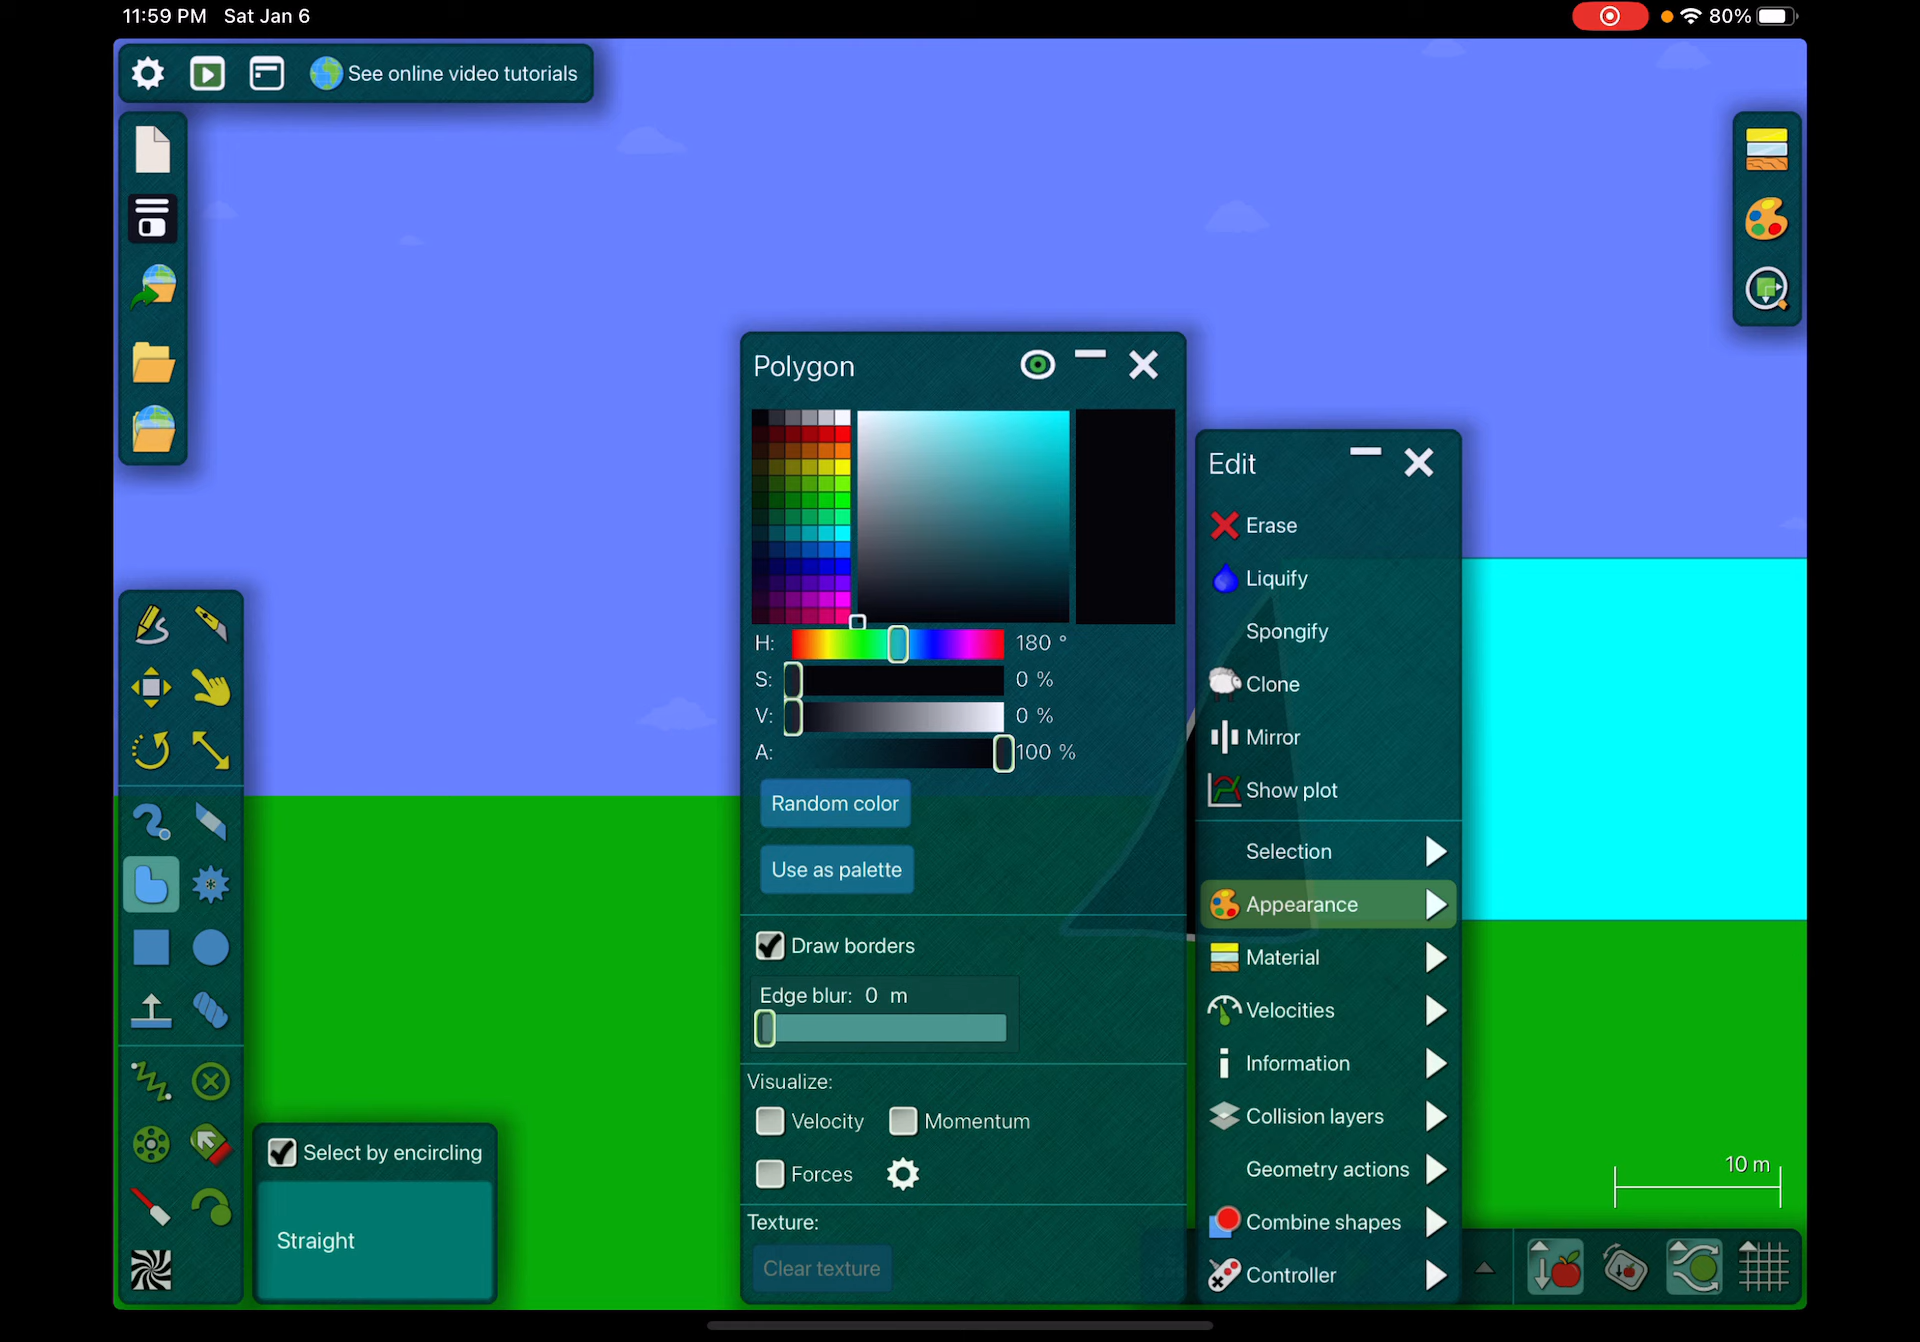 11:59 PM Sat Jan 6
80%
See online video tutorials
Polygon
H: 180 °
S: 0 %
V: 0 %
A: 100 %
Random color
Use as palette
Draw borders
Edge blur: 0 m
Visualize:
Velocity Momentum
Forces
Texture:
Clear texture
Edit
Erase
Liquify
Spongify
Clone
Mirror
Show plot
Selection
Appearance
Material
Velocities
Information
Collision layers
Geometry actions
Combine shapes
Controller
Select by encircling
Straight
10 m